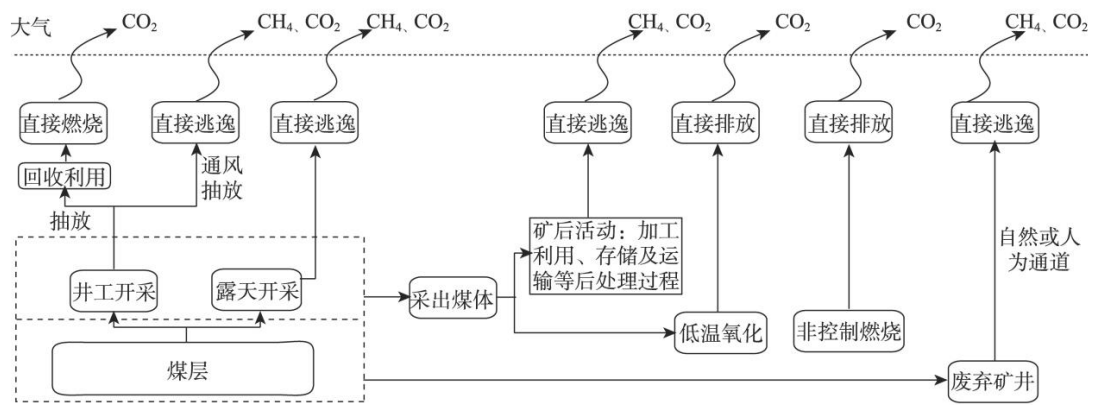 大气
CO₂
CH₄、CO₂
CH₄、CO₂
CH₄、CO₂
CO₂
CO₂
CH₄、CO₂
直接燃烧
直接逃逸
直接逃逸
直接逃逸
直接排放
直接排放
直接逃逸
回收利用
通风
抽放
抽放
矿后活动：加工
利用、存储及运
输等后处理过程
自然或人
为通道
井工开采
露天开采
采出煤体
低温氧化
非控制燃烧
煤层
废弃矿井